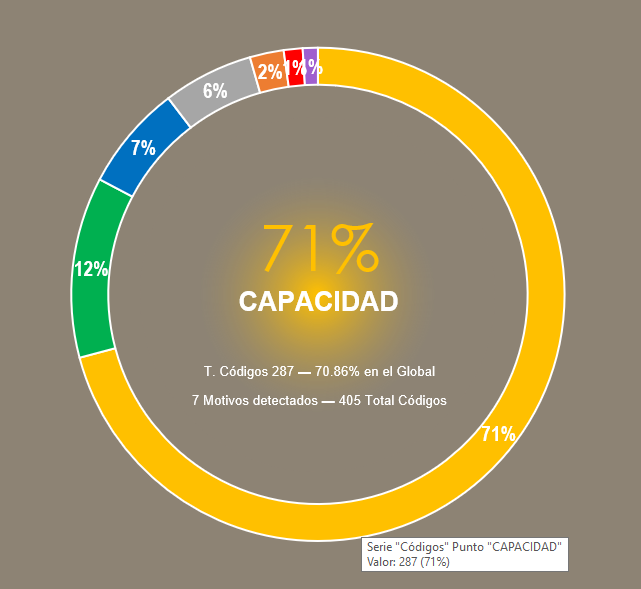 2%
1%
1%
6%
7%
12%
71%
CAPACIDAD
T. Códigos 287 — 70.86% en el Global
7 Motivos detectados — 405 Total Códigos
71%
Serie "Códigos" Punto "CAPACIDAD"
Valor: 287 (71%)